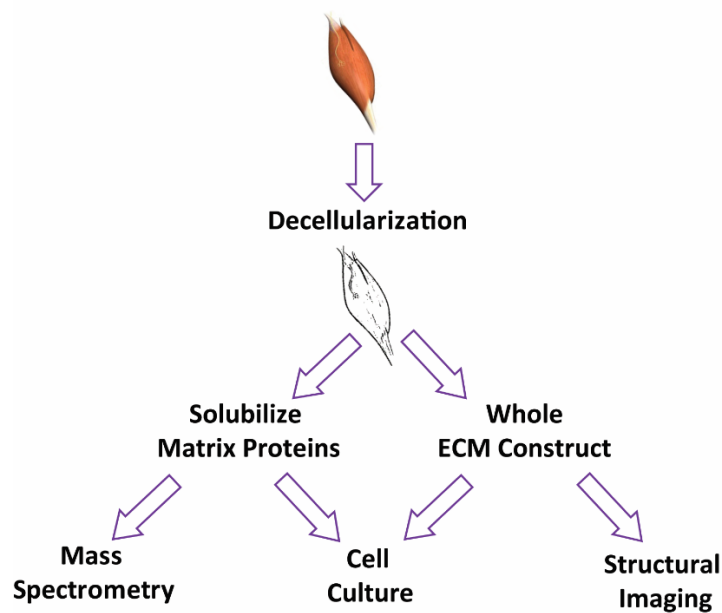 Decellularization
Solubilize
Matrix Proteins
Whole
ECM Construct
Mass
Spectrometry
Cell
Culture
Structural
Imaging